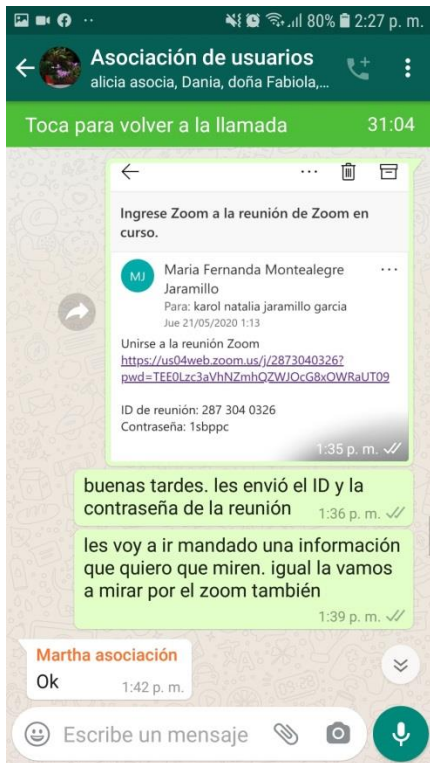 80% 2:27 p. m.
Asociación de usuarios
alicia asocia, Dania, doña Fabiola,...
Toca para volver a la llamada 31:04
Ingrese Zoom a la reunión de Zoom en
curso.
MJ
Maria Fernanda Montealegre
Jaramillo
Para: karol natalia jaramillo garcia
Jue 21/05/2020 1:13
Unirse a la reunión Zoom
https://us04web.zoom.us/j/2873040326?
pwd=TEE0Lzc3aVhNZmhQZWJOcG8xOWRaUT09
ID de reunión: 287 304 0326
Contraseña: 1sbppc
1:35 p. m.
buenas tardes. les envió el ID y la
contraseña de la reunión
1:36 p. m.
les voy a ir mandado una información
que quiero que miren. igual la vamos
a mirar por el zoom también
1:39 p. m.
Martha asociación
Ok
1:42 p. m.
Escribe un mensaje